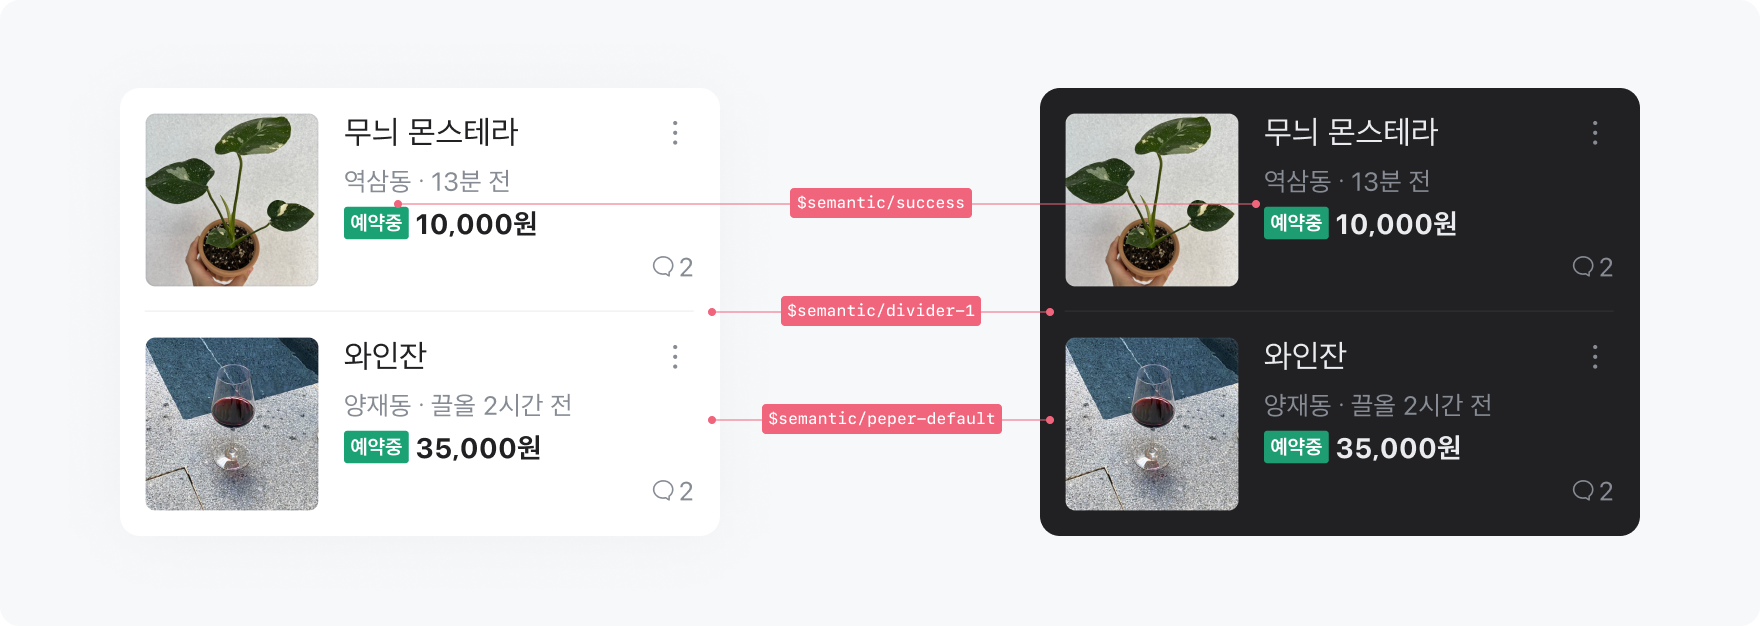 무늬 몬스테라
역삼동 · 13분 전
예약중 10,000원
2
와인잔
양재동 · 끌올 2시간 전
예약중 35,000원
2
$semantic/success
$semantic/divider-1
$semantic/peper-default
무늬 몬스테라
역삼동 · 13분 전
예약중 10,000원
2
와인잔
양재동 · 끌올 2시간 전
예약중 35,000원
2